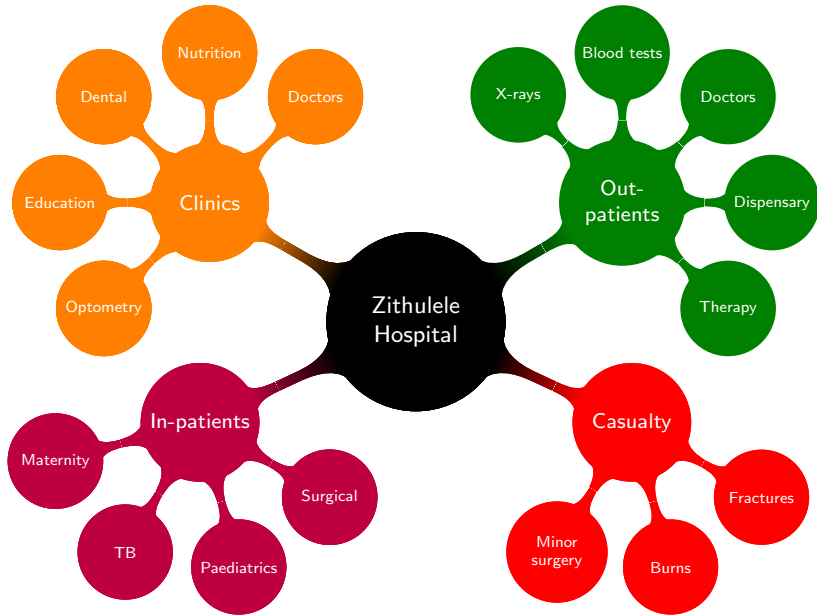 Nutrition
Dental
Doctors
Education
Clinics
Optometry
Blood tests
X-rays
Doctors
Out-
patients
Dispensary
Therapy
Zithulele
Hospital
In-patients
Maternity
TB
Paediatrics
Surgical
Casualty
Minor
surgery
Burns
Fractures